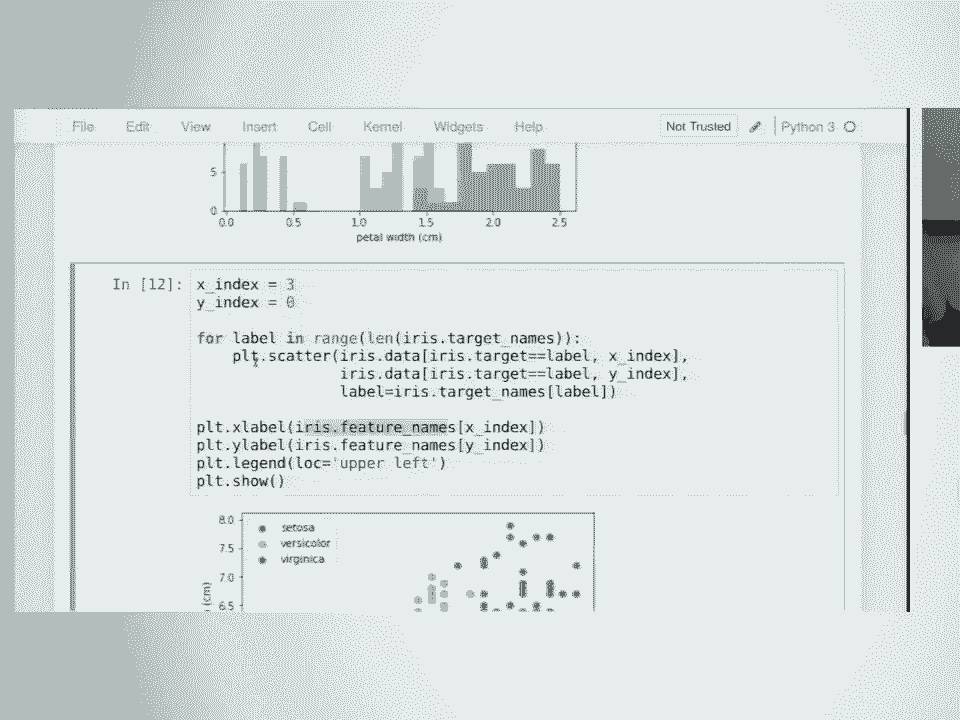 File Edit View Insert Cell Kernel Widgets Help Not Trusted Python 3
5
0
0.0 0.5 1.0 1.5 2.0 2.5
petal width (cm)
In [12]: x_index = 3
y_index = 0
for label in range(len(iris.target_names)):
plt.scatter(iris.data[iris.target==label, x_index],
iris.data[iris.target==label, y_index],
label=iris.target_names[label])
plt.xlabel(iris.feature_names[x_index])
plt.ylabel(iris.feature_names[y_index])
plt.legend(loc='upper left')
plt.show()
8.0
setosa
versicolor
virginica
7.5
7.0
6.5
(cm)